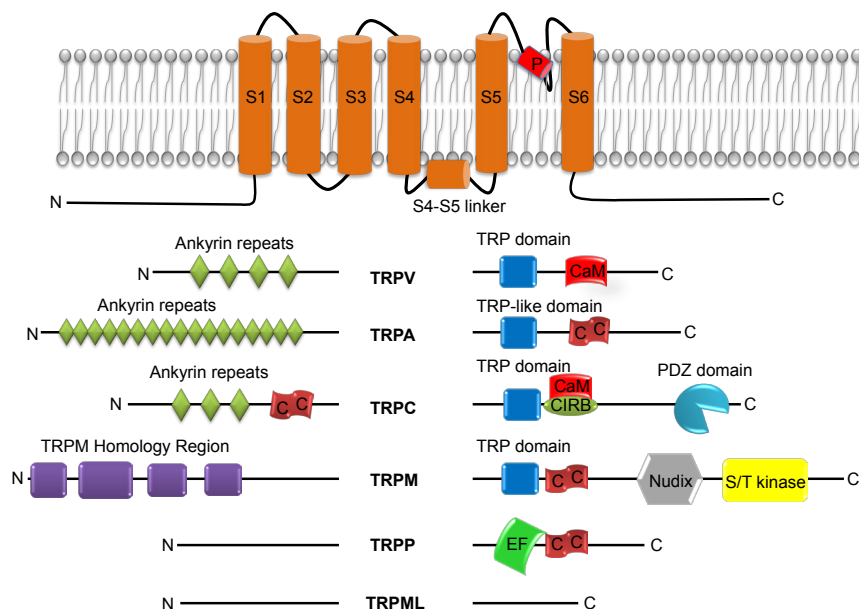 P
S1 S2 S3 S4 S5 S6
N C
S4-S5 linker
Ankyrin repeats TRP domain
N TRPV CaM C
Ankyrin repeats TRP-like domain
N TRPA C C C
Ankyrin repeats TRP domain PDZ domain
CaM
N C C TRPC CIRB C
TRPM Homology Region TRP domain
N TRPM C C Nudix S/T kinase C
N TRPP EF C C C
N TRPML C